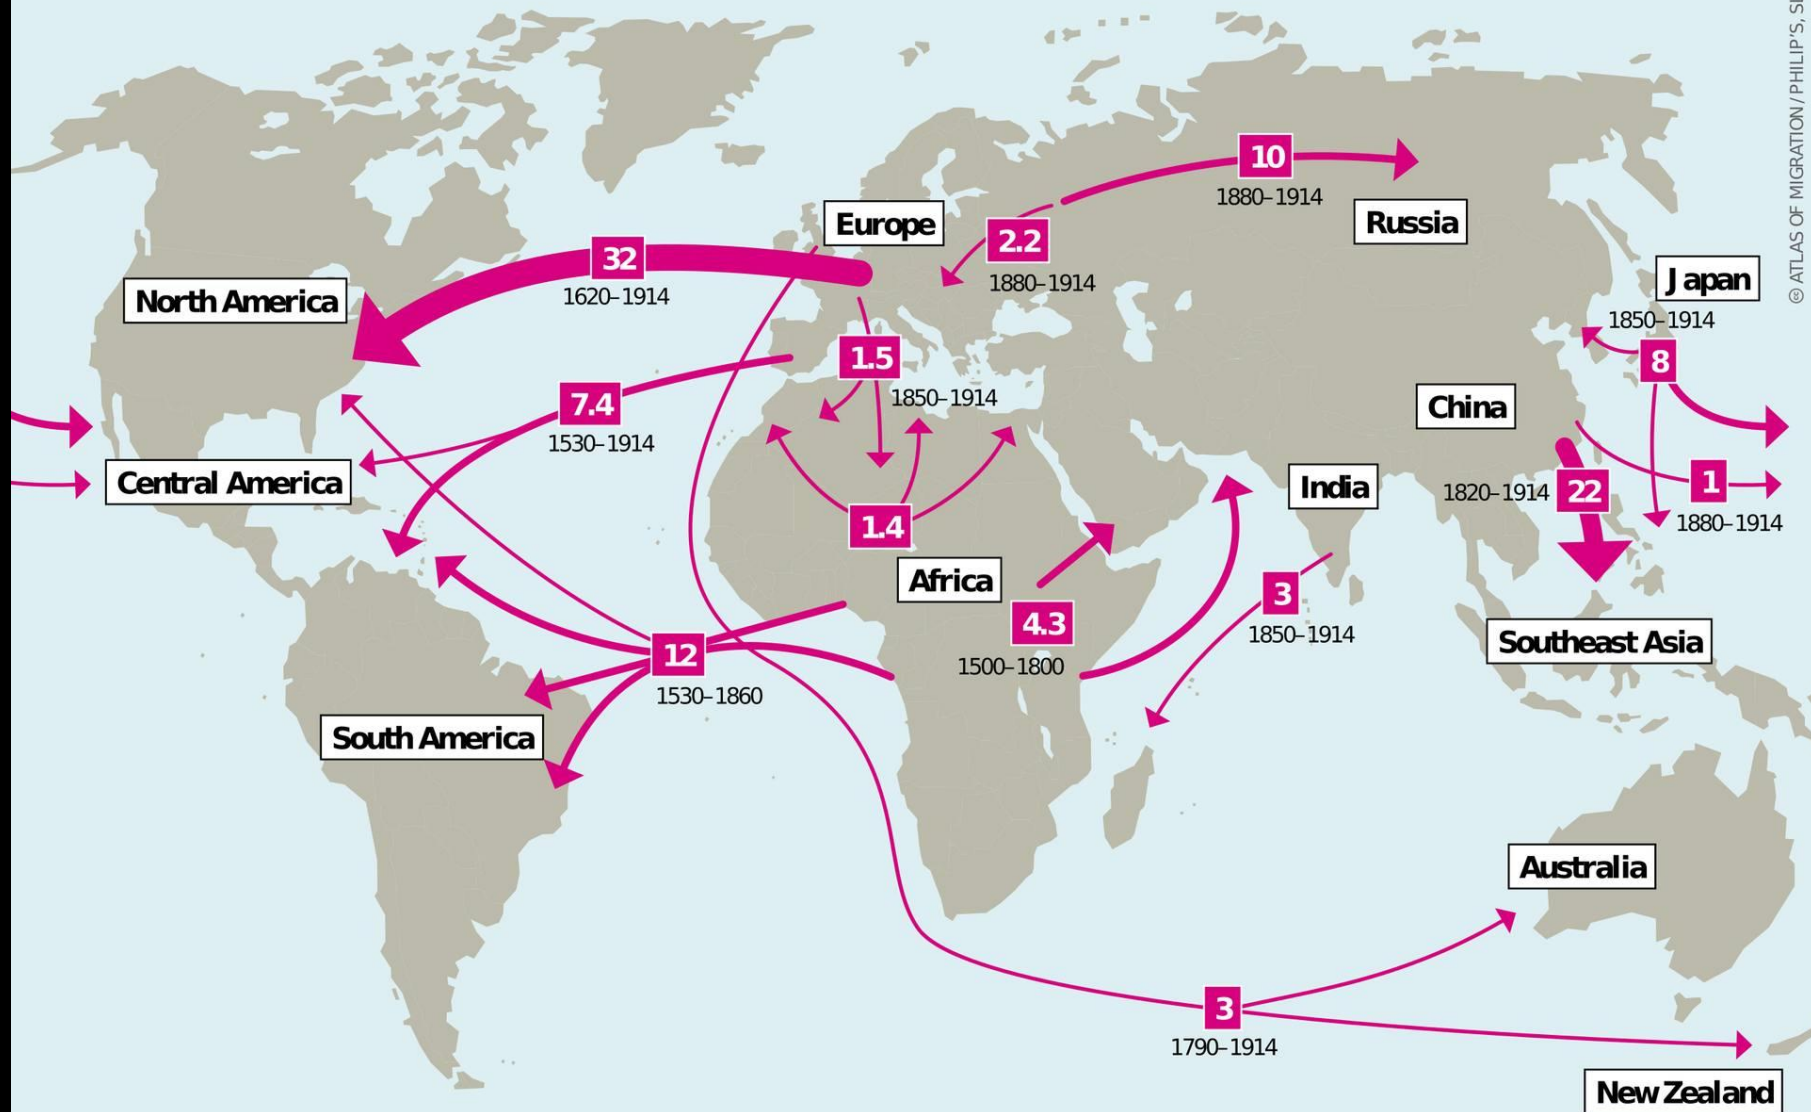 © ATLAS OF MIGRATION / PHILIP'S,
10
1880–1914
Russia
Europe
2.2
1880–1914
32
1620–1914
North America
Japan
1850–1914
8
1.5
1850–1914
7.4
1530–1914
China
Central America
India
1820–1914
22
1
1880–1914
1.4
Africa
4.3
1500–1800
3
1850–1914
Southeast Asia
12
1530–1860
South America
Australia
3
1790–1914
New Zealand